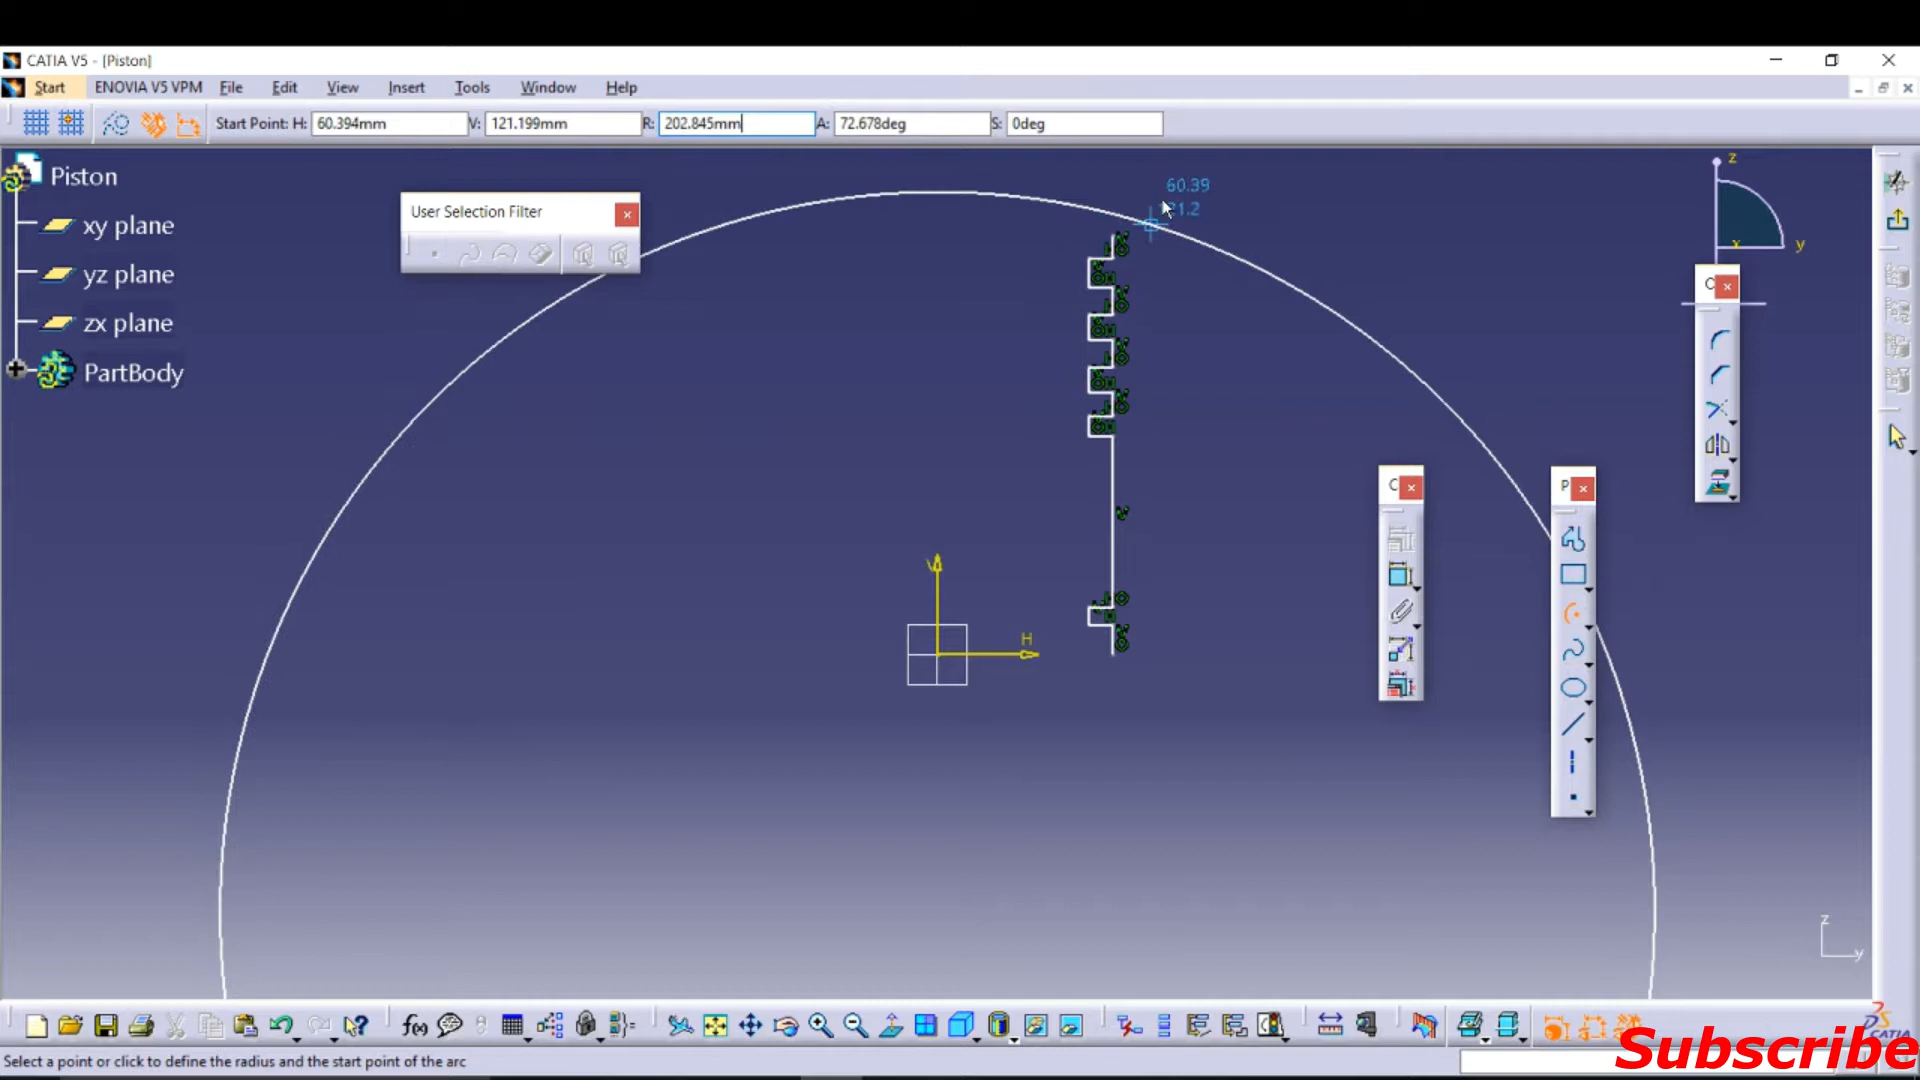 CATIA V5 - [Piston]
Start ENOVIA V5 VPM File Edit View Insert Tools Window Help
Start Point: H: 60.394mm V: 121.199mm R: 202.845mm A: 72.678deg S: 0deg
Piston
xy plane
yz plane
zx plane
PartBody
User Selection Filter
60.39
z
x
y
C
C
P
V
H
z
y
f(x)
CATIA
Select a point or click to define the radius and the start point of the arc
Subscribe